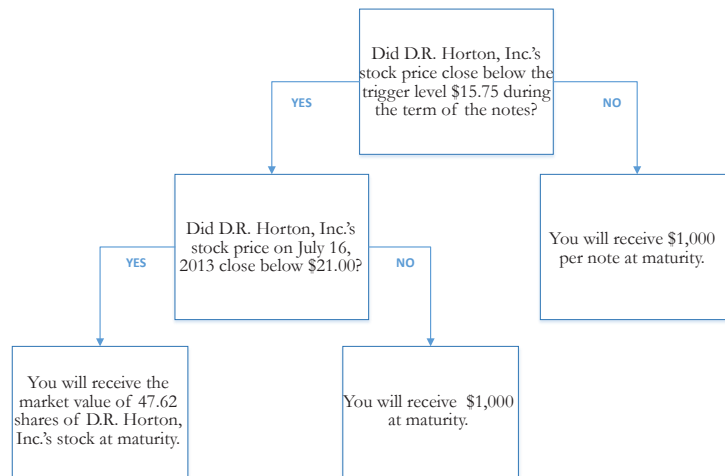 Did D.R. Horton, Inc.'s
stock price close below the
trigger level $15.75 during
the term of the notes?
YES
NO
Did D.R. Horton, Inc.'s
stock price on July 16,
2013 close below $21.00?
You will receive $1,000
per note at maturity.
YES
NO
You will receive the
market value of 47.62
shares of D.R. Horton,
Inc.'s stock at maturity.
You will receive $1,000
at maturity.